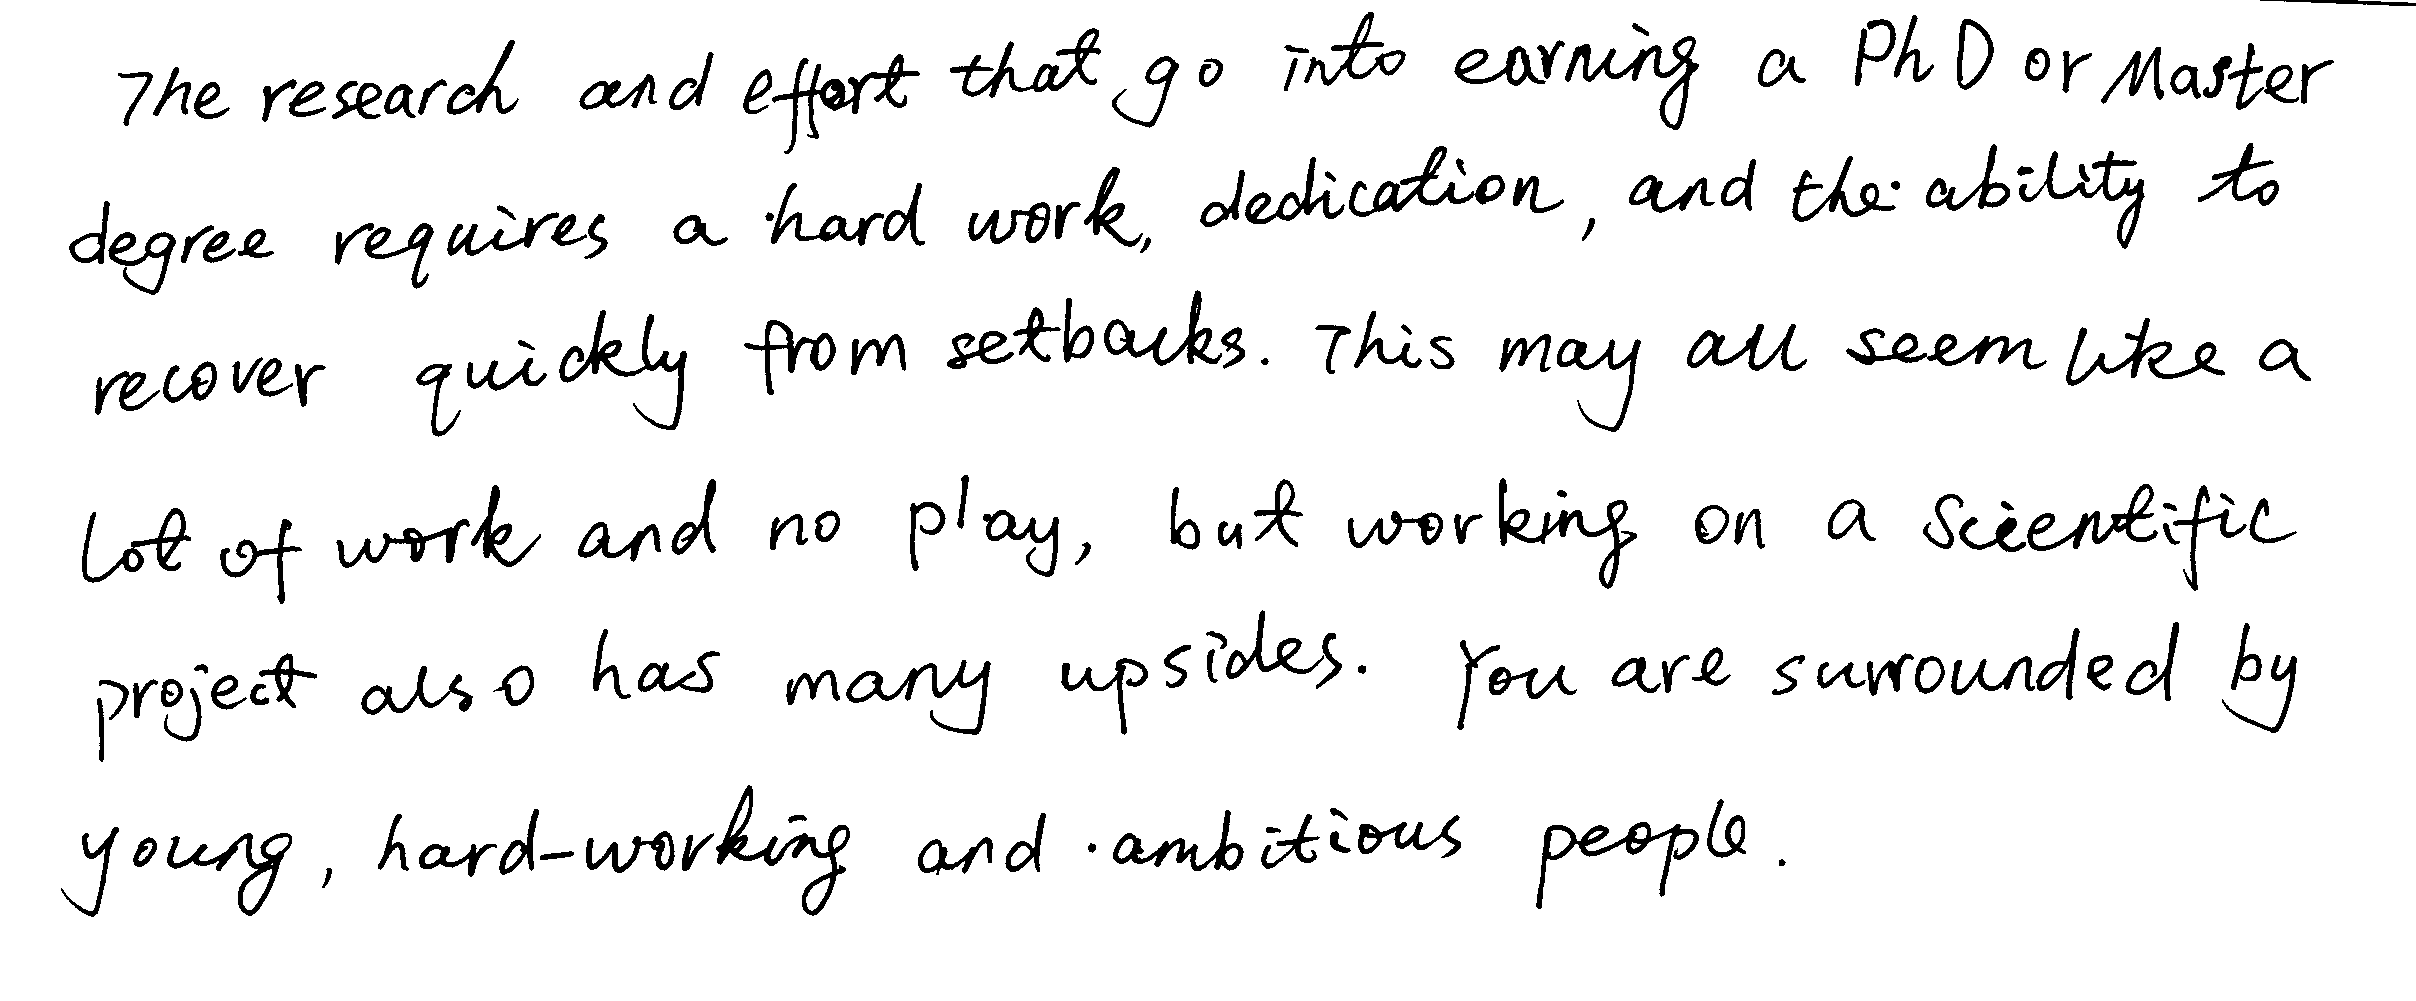 The research and effort that go into earning a PhD or Master
degree requires a hard work, dedication, and the ability to
recover quickly from setbacks. This may all seem like a
lot of work and no play, but working on a scientific
project also has many upsides. You are surrounded by
young, hard-working and ambitious people.